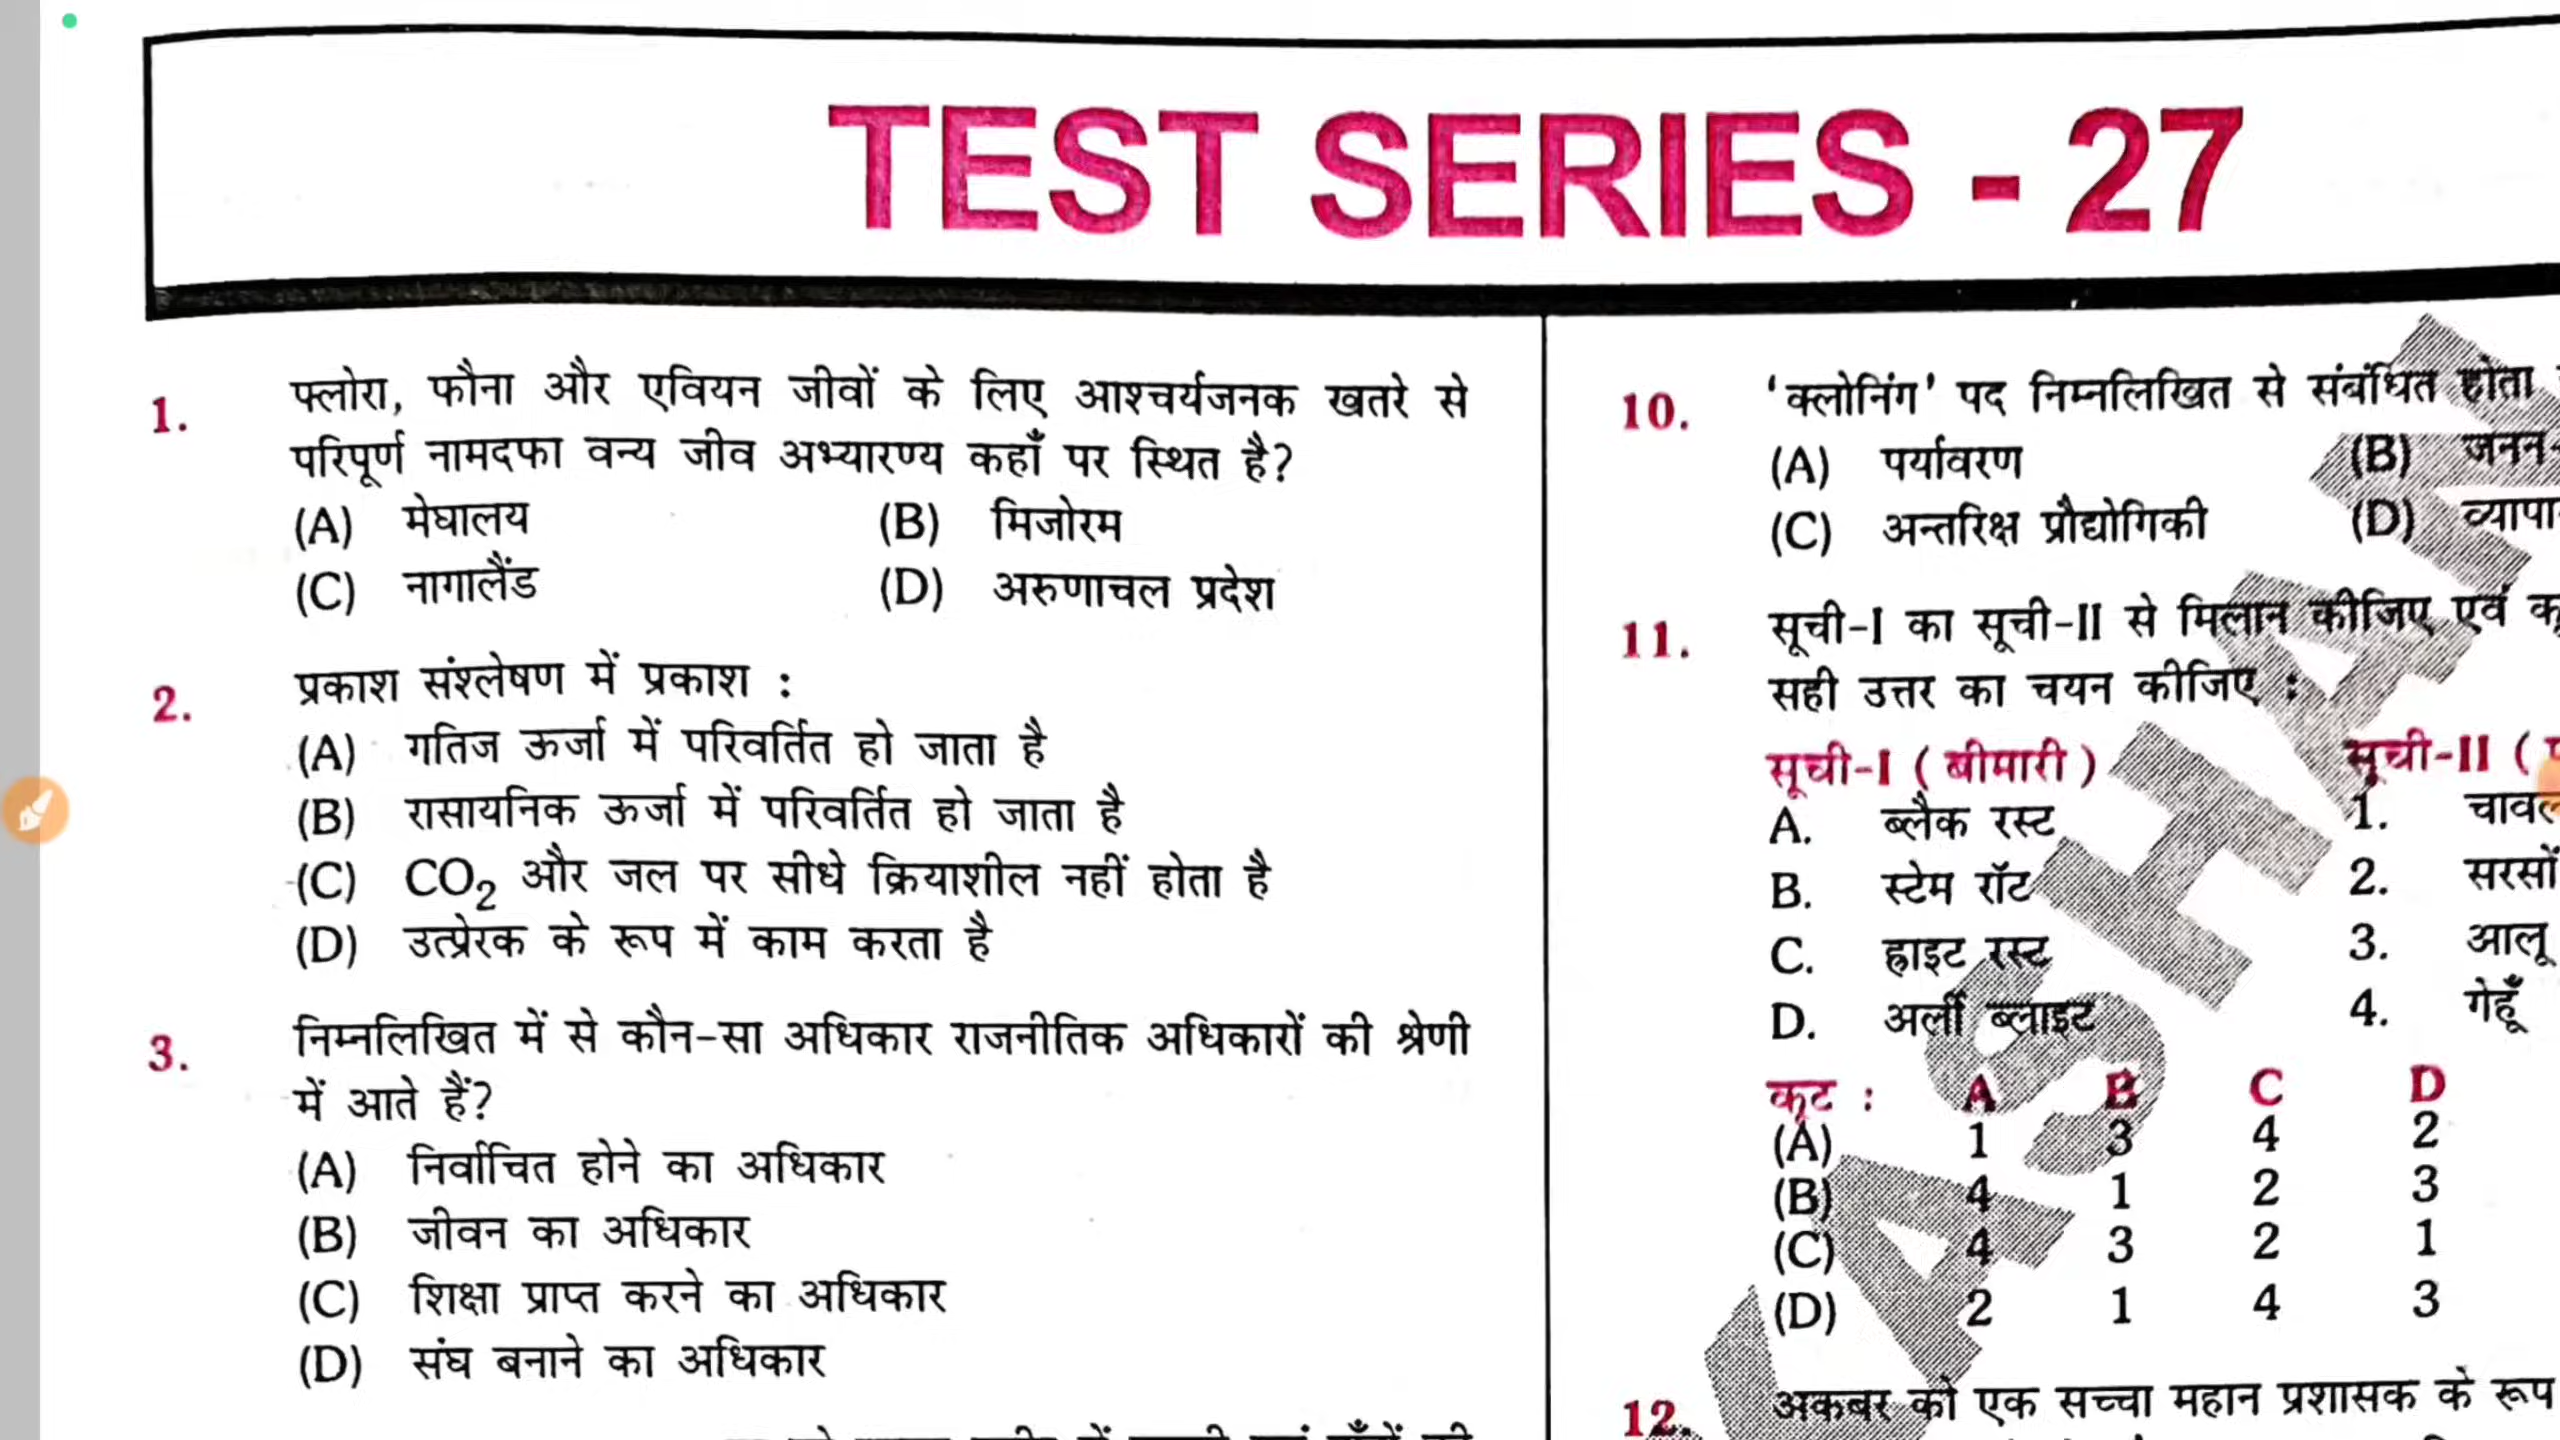 TEST SERIES - 27
1. फ्लोरा, फौना और एवियन जीवों के लिए आश्चर्यजनक खतरे से
परिपूर्ण नामदफा वन्य जीव अभ्यारण्य कहाँ पर स्थित है?
(A) मेघालय (B) मिजोरम
(C) नागालैंड (D) अरुणाचल प्रदेश
2. प्रकाश संश्लेषण में प्रकाश :
(A) गतिज ऊर्जा में परिवर्तित हो जाता है
(B) रासायनिक ऊर्जा में परिवर्तित हो जाता है
(C) CO₂ और जल पर सीधे क्रियाशील नहीं होता है
(D) उत्प्रेरक के रूप में काम करता है
3. निम्नलिखित में से कौन-सा अधिकार राजनीतिक अधिकारों की श्रेणी
में आते हैं?
(A) निर्वाचित होने का अधिकार
(B) जीवन का अधिकार
(C) शिक्षा प्राप्त करने का अधिकार
(D) संघ बनाने का अधिकार
10. 'क्लोनिंग' पद निम्नलिखित से संबंधित होता
(A) पर्यावरण (B) जनन-
(C) अन्तरिक्ष प्रौद्योगिकी (D)
11. सूची-I का सूची-II से मिलान कीजिए एवं
सही उत्तर का चयन कीजिए :
सूची-I ( बीमारी ) सूची-II (
A. ब्लैक रस्ट 1. चावल
B. स्टेम रॉट 2. सरसों
C. ह्वाइट रस्ट 3. आलू
D. अर्ली ब्लाइट 4. गेहूँ
कूट : A B C D
(A) 1 3 4 2
(B) 4 1 2 3
(C) 4 3 2 1
(D) 2 1 4 3
12. अकबर को एक सच्चा महान प्रशासक के रूप